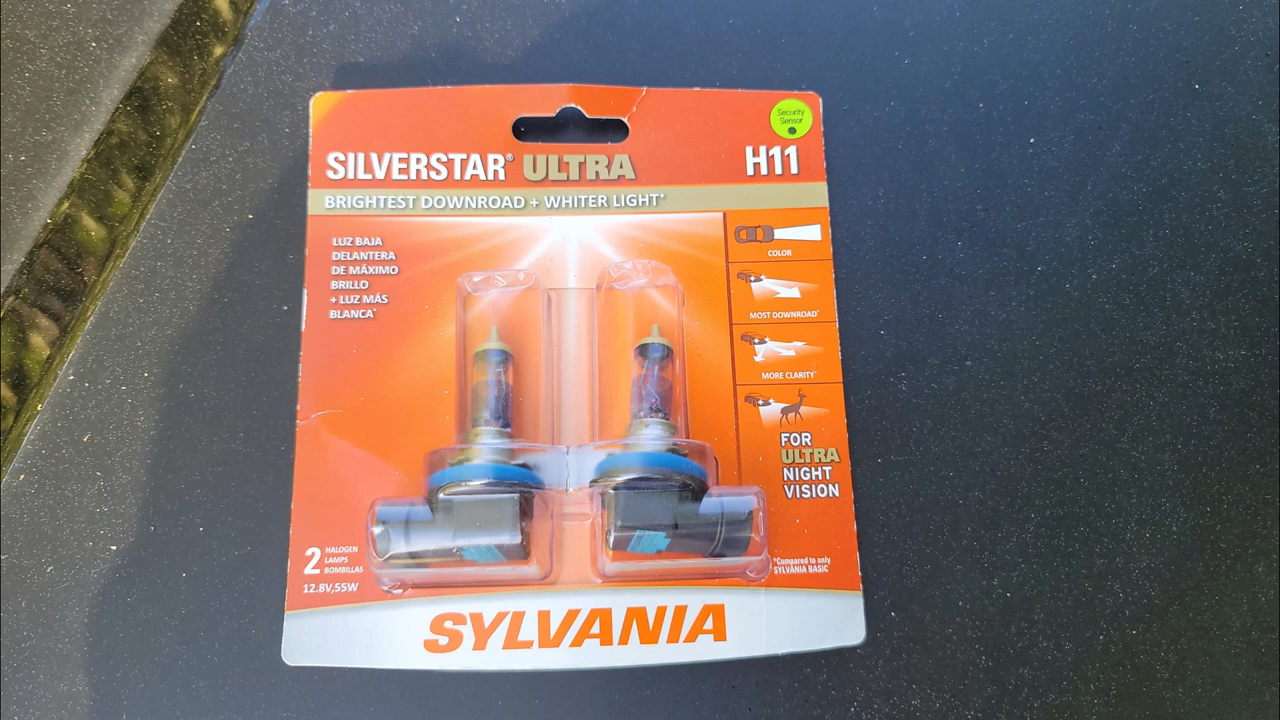 Security
Sensor
SILVERSTAR® ULTRA
H11
BRIGHTEST DOWNROAD + WHITER LIGHT*
LUZ BAJA
DELANTERA
DE MÁXIMO
BRILLO
+ LUZ MÁS
BLANCA*
COLOR
MOST DOWNROAD*
MORE CLARITY*
FOR
ULTRA
NIGHT
VISION
2 HALOGEN
LAMPS
BOMBILLAS
12.8V,55W
*Compared to only
SYLVANIA BASIC
SYLVANIA